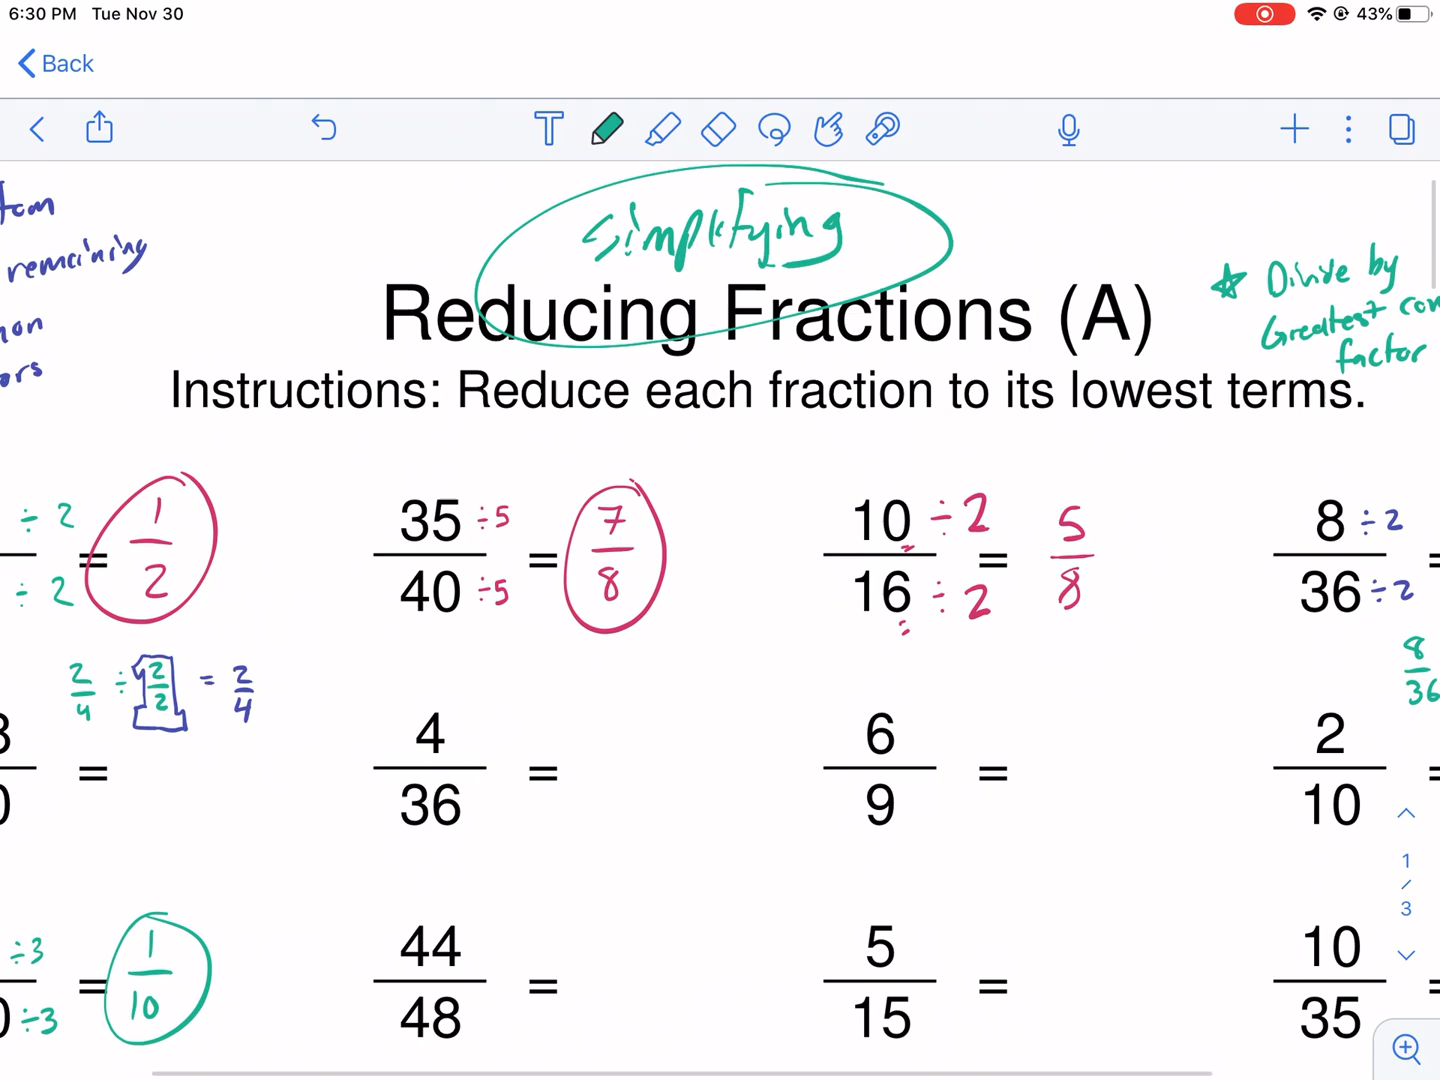 6:30 PM Tue Nov 30
43%
Back
T
tom
remaining
Simplifying
Reducing Fractions (A)
★ Divide by
Greatest com
factor
Instructions: Reduce each fraction to its lowest terms.
÷ 2
÷ 2
= 1/2
35/40 ÷5 ÷5 = 7/8
10/16 ÷2 ÷2 = 5/8
8/36 ÷2 ÷2 =
2/4 ÷ 2/2 = 2/4
8/36
=
4/36 =
6/9 =
2/10 =
1
/
3
÷3
÷3
= 1/10
44/48 =
5/15 =
10/35 =